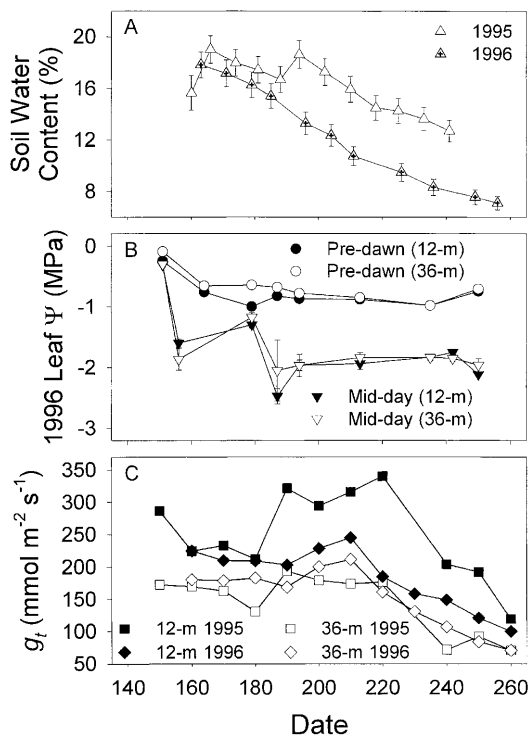 A
1995
1996
20
16
12
8
Soil Water
Content (%)
B
Pre-dawn (12-m)
Pre-dawn (36-m)
Mid-day (12-m)
Mid-day (36-m)
0
-1
-2
-3
1996 Leaf Ψ (MPa)
C
350
300
250
200
150
100
50
gt (mmol m-2 s-1)
12-m 1995
36-m 1995
12-m 1996
36-m 1996
140 160 180 200 220 240 260
Date